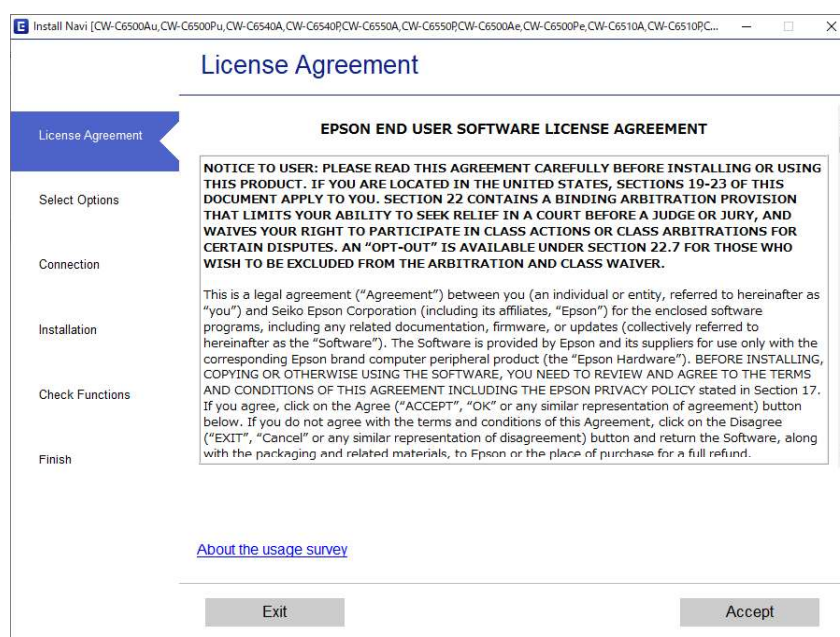 E Install Navi [CW-C6500Au,CW-C6500Pu,CW-C6540A,CW-C6540P,CW-C6550A,CW-C6550P,CW-C6500Ae,CW-C6500Pe,CW-C6510A,CW-C6510P,C...
License Agreement
License Agreement
Select Options
Connection
Installation
Check Functions
Finish
EPSON END USER SOFTWARE LICENSE AGREEMENT
NOTICE TO USER: PLEASE READ THIS AGREEMENT CAREFULLY BEFORE INSTALLING OR USING
THIS PRODUCT. IF YOU ARE LOCATED IN THE UNITED STATES, SECTIONS 19-23 OF THIS
DOCUMENT APPLY TO YOU. SECTION 22 CONTAINS A BINDING ARBITRATION PROVISION
THAT LIMITS YOUR ABILITY TO SEEK RELIEF IN A COURT BEFORE A JUDGE OR JURY, AND
WAIVES YOUR RIGHT TO PARTICIPATE IN CLASS ACTIONS OR CLASS ARBITRATIONS FOR
CERTAIN DISPUTES. AN “OPT-OUT” IS AVAILABLE UNDER SECTION 22.7 FOR THOSE WHO
WISH TO BE EXCLUDED FROM THE ARBITRATION AND CLASS WAIVER.
This is a legal agreement (“Agreement”) between you (an individual or entity, referred to hereinafter as
“you”) and Seiko Epson Corporation (including its affiliates, “Epson”) for the enclosed software
programs, including any related documentation, firmware, or updates (collectively referred to
hereinafter as the “Software”). The Software is provided by Epson and its suppliers for use only with the
corresponding Epson brand computer peripheral product (the “Epson Hardware”). BEFORE INSTALLING,
COPYING OR OTHERWISE USING THE SOFTWARE, YOU NEED TO REVIEW AND AGREE TO THE TERMS
AND CONDITIONS OF THIS AGREEMENT INCLUDING THE EPSON PRIVACY POLICY stated in Section 17.
If you agree, click on the Agree (“ACCEPT”, “OK” or any similar representation of agreement) button
below. If you do not agree with the terms and conditions of this Agreement, click on the Disagree
(“EXIT”, “Cancel” or any similar representation of disagreement) button and return the Software, along
with the packaging and related materials, to Epson or the place of purchase for a full refund.
About the usage survey
Exit
Accept